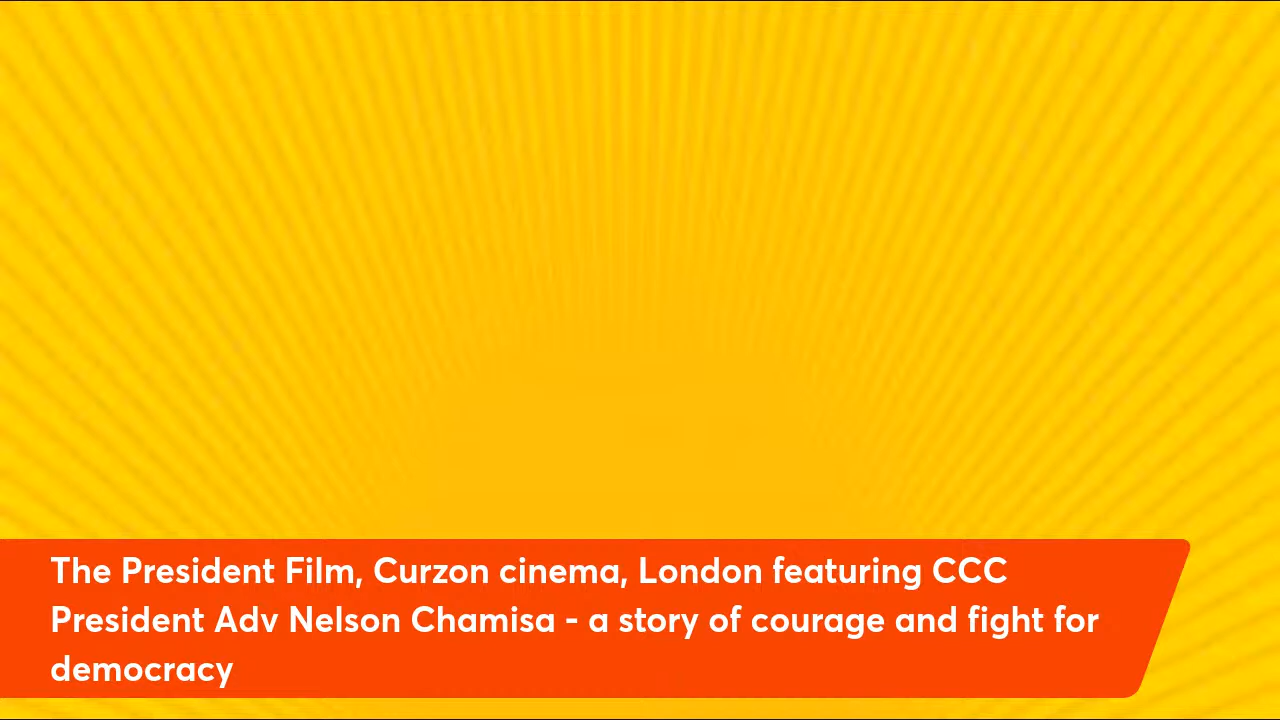 The President Film, Curzon cinema, London featuring CCC
President Adv Nelson Chamisa - a story of courage and fight for
democracy